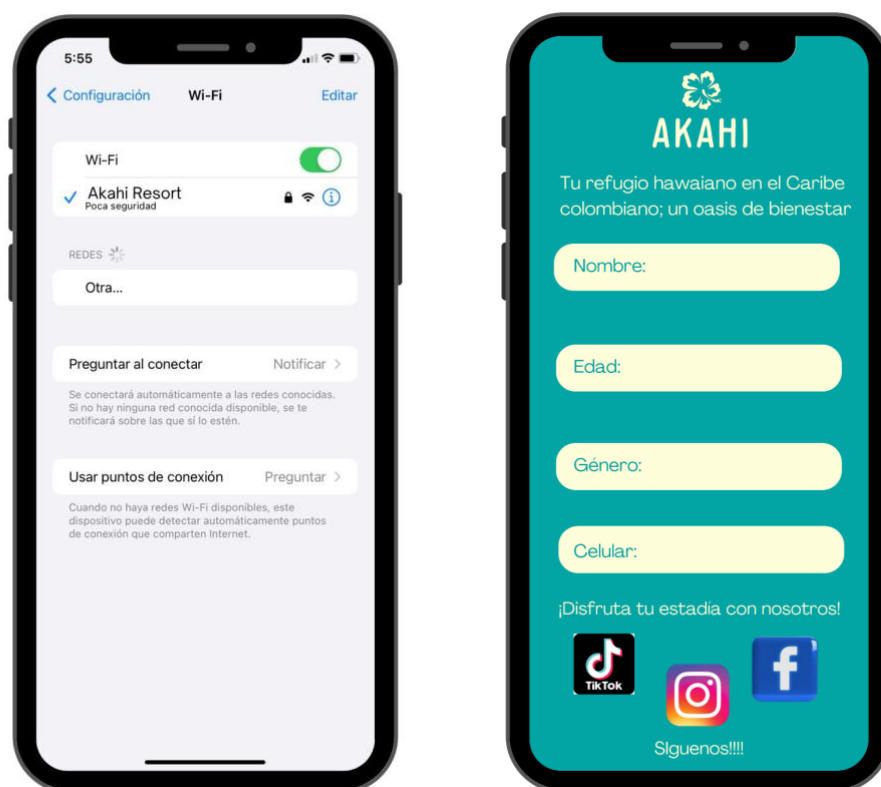 5:55
Configuración Wi-Fi Editar
Wi-Fi
Akahi Resort
Poca seguridad
REDES
Otra...
Preguntar al conectar Notificar
Se conectará automáticamente a las redes conocidas.
Si no hay ninguna red conocida disponible, se te
notificará sobre las que sí lo estén.
Usar puntos de conexión Preguntar
Cuando no haya redes Wi-Fi disponibles, este
dispositivo puede detectar automáticamente puntos
de conexión que comparten Internet.
AKAHI
Tu refugio hawaiano en el Caribe
colombiano; un oasis de bienestar
Nombre:
Edad:
Género:
Celular:
¡Disfruta tu estadía con nosotros!
TikTok
SIguenos!!!!